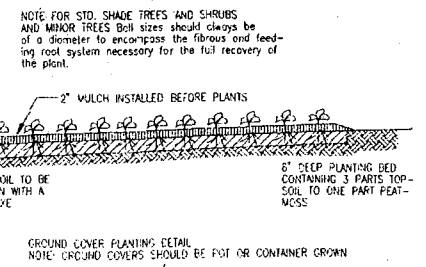 NOTE FOR STD. SHADE TREES AND SHRUBS
AND MINOR TREES Ball sizes should always be
of a diameter to encompass the fibrous and feed-
ing root system necessary for the full recovery of
the plant.
2" MULCH INSTALLED BEFORE PLANTS
OIL TO BE
N WITH A
6" DEEP PLANTING BED
CONTAINING 3 PARTS TOP-
SOIL TO ONE PART PEAT-
MOSS
GROUND COVER PLANTING DETAIL
NOTE: GROUND COVERS SHOULD BE POT OR CONTAINER GROWN